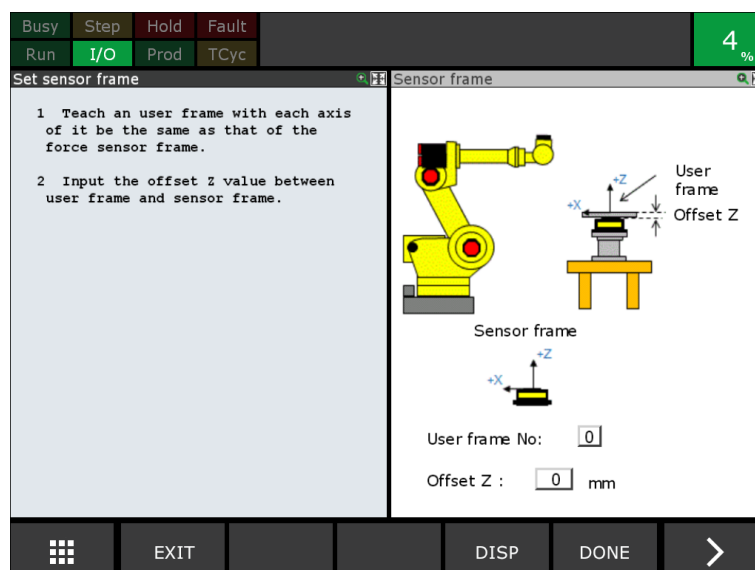 Busy Step Hold Fault
Run I/O Prod TCyc
4 %
Set sensor frame
1 Teach an user frame with each axis
of it be the same as that of the
force sensor frame.
2 Input the offset Z value between
user frame and sensor frame.
Sensor frame
+Z
User
frame
+X
Offset Z
Sensor frame
+Z
+X
User frame No: 0
Offset Z : 0 mm
EXIT DISP DONE